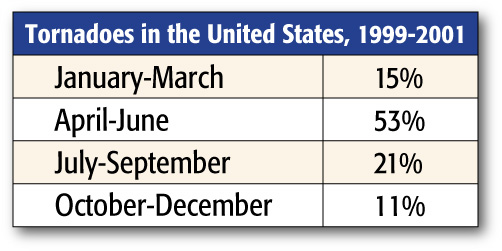 Tornadoes in the United States, 1999-2001
January-March 15%
April-June 53%
July-September 21%
October-December 11%